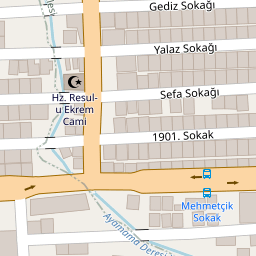 Gediz Sokağı
Yalaz Sokağı
Sefa Sokağı
Hz. Resul-
u Ekrem
Cami
1901. Sokak
Mehmetçik
Sokak
Ayamama Deresi